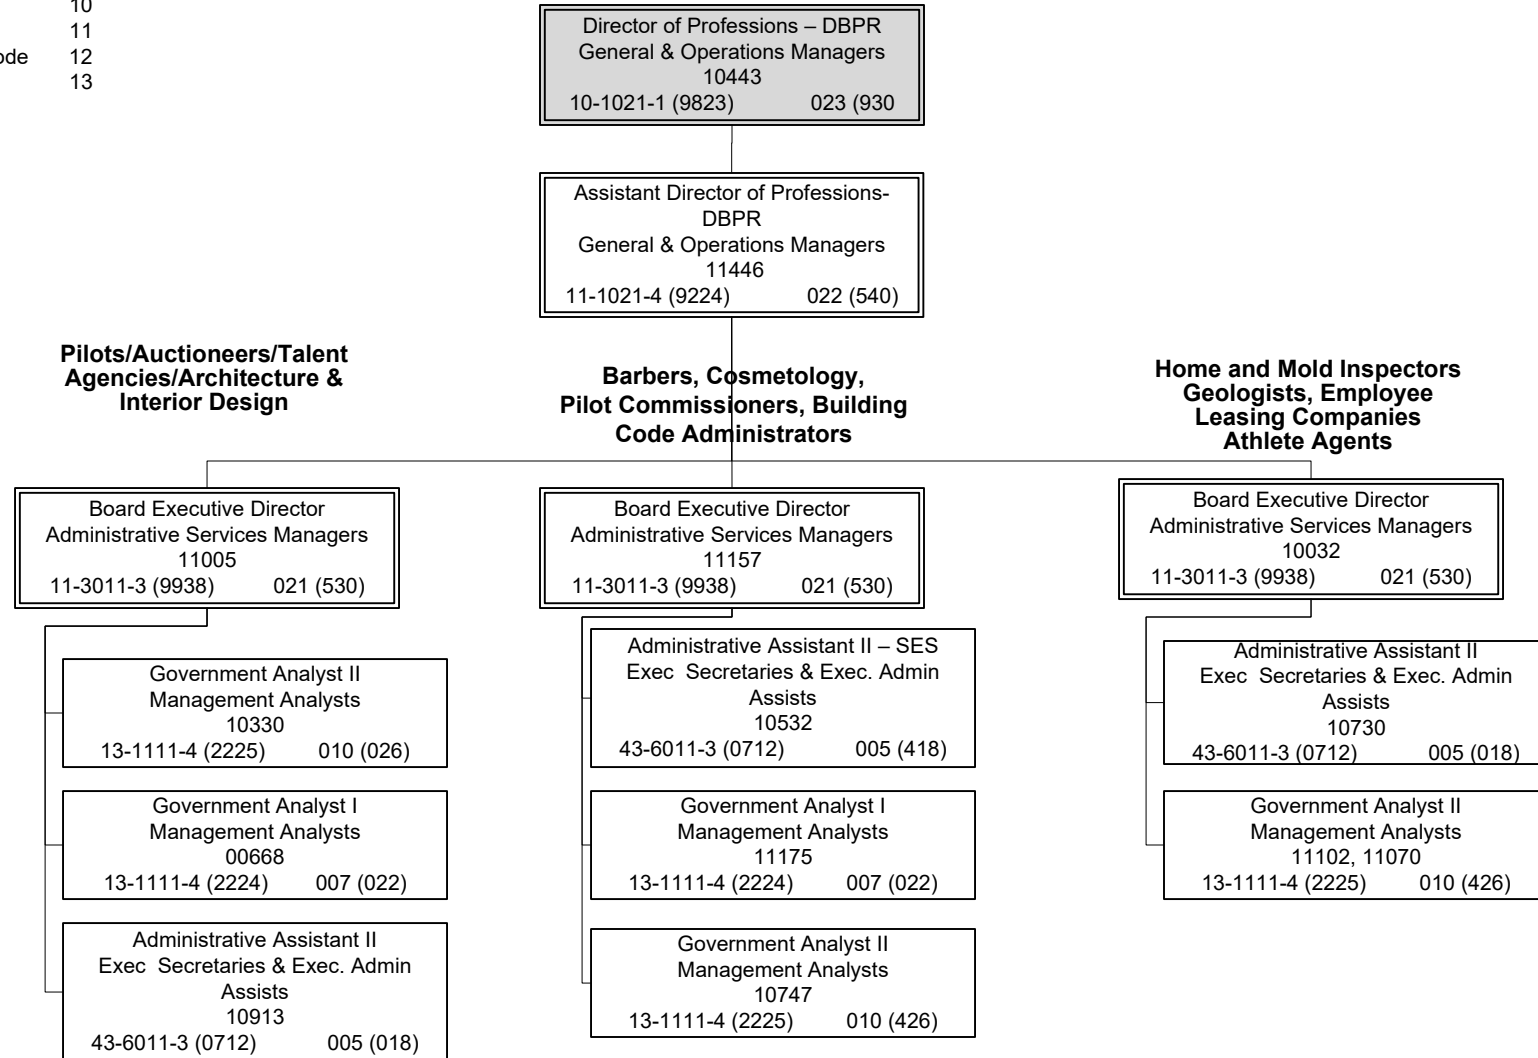 10
11
ode 12
13
Director of Professions – DBPR
General & Operations Managers
10443
10-1021-1 (9823) 023 (930
Assistant Director of Professions-
DBPR
General & Operations Managers
11446
11-1021-4 (9224) 022 (540)
Pilots/Auctioneers/Talent
Agencies/Architecture &
Interior Design
Barbers, Cosmetology,
Pilot Commissioners, Building
Code Administrators
Home and Mold Inspectors
Geologists, Employee
Leasing Companies
Athlete Agents
Board Executive Director
Administrative Services Managers
11005
11-3011-3 (9938) 021 (530)
Government Analyst II
Management Analysts
10330
13-1111-4 (2225) 010 (026)
Government Analyst I
Management Analysts
00668
13-1111-4 (2224) 007 (022)
Administrative Assistant II
Exec Secretaries & Exec. Admin
Assists
10913
43-6011-3 (0712) 005 (018)
Board Executive Director
Administrative Services Managers
11157
11-3011-3 (9938) 021 (530)
Administrative Assistant II – SES
Exec Secretaries & Exec. Admin
Assists
10532
43-6011-3 (0712) 005 (418)
Government Analyst I
Management Analysts
11175
13-1111-4 (2224) 007 (022)
Government Analyst II
Management Analysts
10747
13-1111-4 (2225) 010 (426)
Board Executive Director
Administrative Services Managers
10032
11-3011-3 (9938) 021 (530)
Administrative Assistant II
Exec Secretaries & Exec. Admin
Assists
10730
43-6011-3 (0712) 005 (018)
Government Analyst II
Management Analysts
11102, 11070
13-1111-4 (2225) 010 (426)